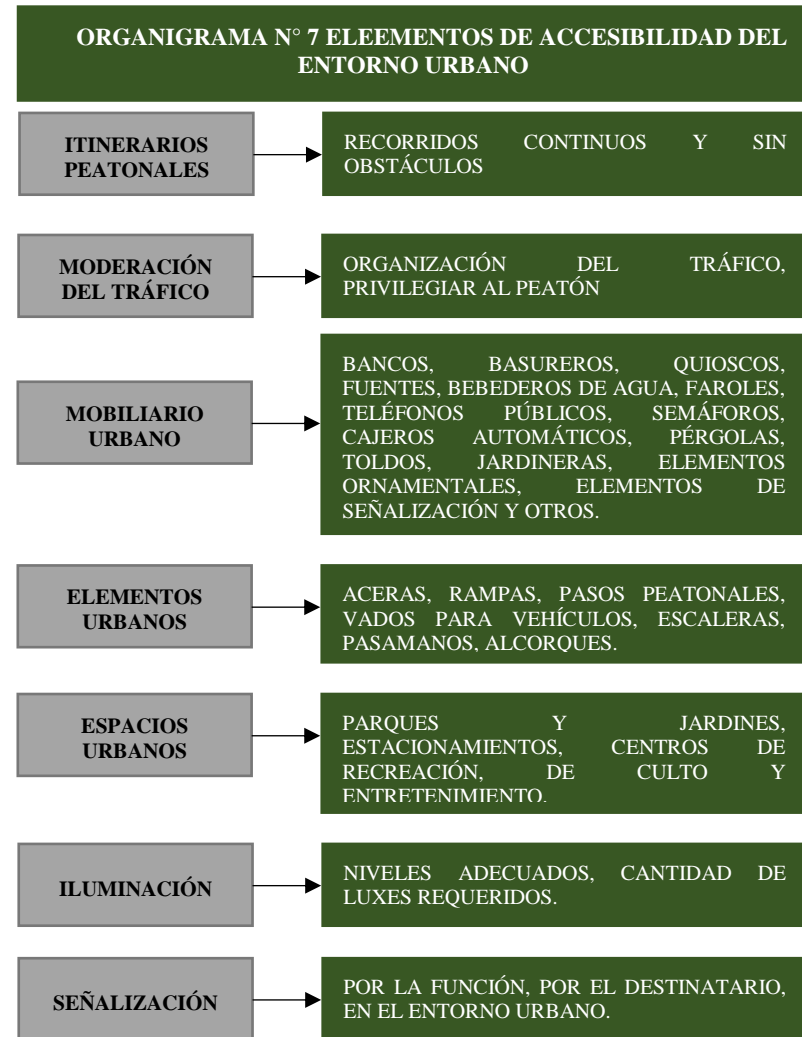 ORGANIGRAMA N° 7 ELEEMENTOS DE ACCESIBILIDAD DEL
ENTORNO URBANO
ITINERARIOS
PEATONALES
RECORRIDOS CONTINUOS Y SIN
OBSTÁCULOS
MODERACIÓN
DEL TRÁFICO
ORGANIZACIÓN DEL TRÁFICO,
PRIVILEGIAR AL PEATÓN
MOBILIARIO
URBANO
BANCOS, BASUREROS, QUIOSCOS,
FUENTES, BEBEDEROS DE AGUA, FAROLES,
TELÉFONOS PÚBLICOS, SEMÁFOROS,
CAJEROS AUTOMÁTICOS, PÉRGOLAS,
TOLDOS, JARDINERAS, ELEMENTOS
ORNAMENTALES, ELEMENTOS DE
SEÑALIZACIÓN Y OTROS.
ELEMENTOS
URBANOS
ACERAS, RAMPAS, PASOS PEATONALES,
VADOS PARA VEHÍCULOS, ESCALERAS,
PASAMANOS, ALCORQUES.
ESPACIOS
URBANOS
PARQUES Y JARDINES,
ESTACIONAMIENTOS, CENTROS DE
RECREACIÓN, DE CULTO Y
ENTRETENIMIENTO.
ILUMINACIÓN
NIVELES ADECUADOS, CANTIDAD DE
LUXES REQUERIDOS.
SEÑALIZACIÓN
POR LA FUNCIÓN, POR EL DESTINATARIO,
EN EL ENTORNO URBANO.